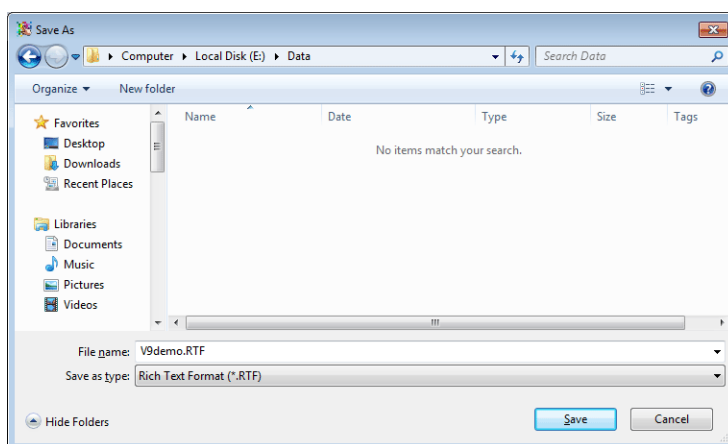 Save As
Computer Local Disk (E:) Data
Search Data
Organize New folder
Name Date Type Size Tags
No items match your search.
Favorites
Desktop
Downloads
Recent Places
Libraries
Documents
Music
Pictures
Videos
File name: V9demo.RTF
Save as type: Rich Text Format (*.RTF)
Hide Folders
Save Cancel